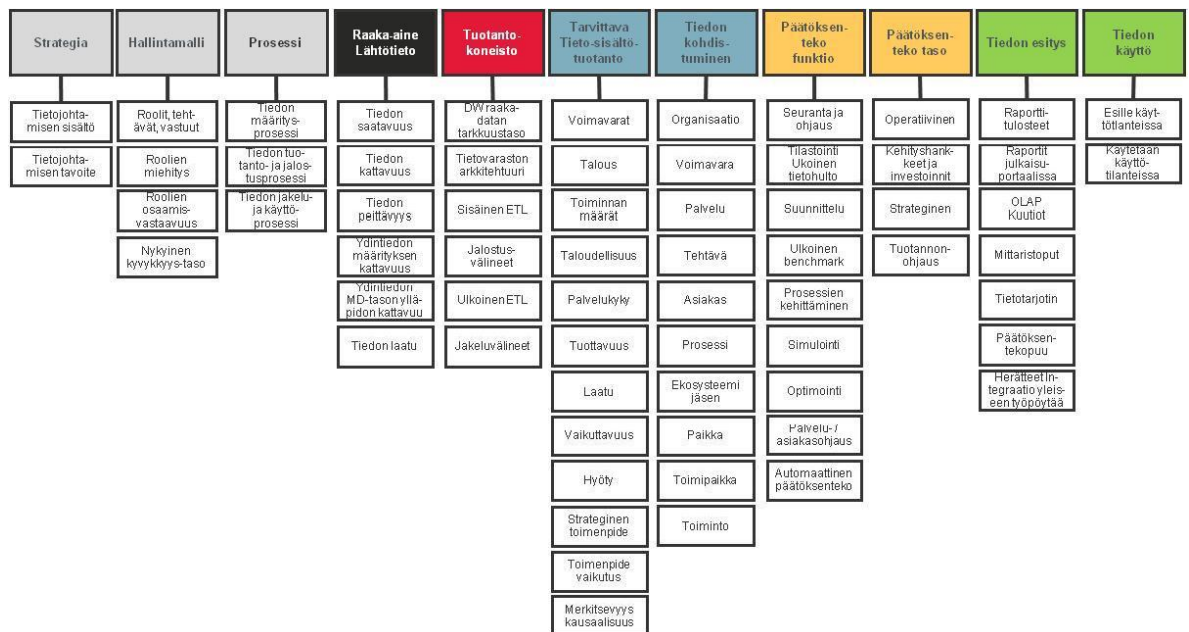 Strategia
Hallintamalli
Prosessi
Raaka-aine
Lähtötieto
Tuotanto-
koneisto
Tarvittava
Tieto-sisältö-
tuotanto
Tiedon
kohdis-
tuminen
Päätöksen-
teko
funktio
Päätöksen-
teko taso
Tiedon esitys
Tiedon
käyttö
Tietojohta-
misen sisältö
Tietojohta-
misen tavoite
Roolit, teht-
ävät, vastuut
Roolien
miehitys
Roolien
osaamis-
vastaavuus
Nykyinen
kyvykkyys-taso
Tiedon
määritys-
prosessi
Tiedon tuo-
tanto- ja jalo-
stusprosessi
Tiedon jakelu-
ja käyttö-
prosessi
Tiedon
saatavuus
Tiedon
kattavuus
Tiedon
peittävyys
Ydintiedon
määrityksen
kattavuus
Ydintiedon
MD-tason yllä-
pidon kattavuu
Tiedon laatu
DW raaka-
datan
tarkkuustaso
Tietovaraston
arkkitehtuuri
Sisäinen ETL
Jalostus-
välineet
Ulkoinen ETL
Jakeluvälineet
Voimavarat
Talous
Toiminnan
määrät
Taloudellisuus
Palvelukyky
Tuottavuus
Laatu
Vaikuttavuus
Hyöty
Strateginen
toimenpide
Toimenpide
vaikutus
Merkitsevyys
kausaalisuus
Organisaatio
Voimavara
Palvelu
Tehtävä
Asiakas
Prosessi
Ekosysteemi
jäsen
Paikka
Toimipaikka
Toiminto
Seuranta ja
ohjaus
Tilastointi
Ukoinen
tietohulto
Suunnittelu
Ulkoinen
benchmark
Prosessien
kehittäminen
Simulointi
Optimointi
Palvelu- /
asiakasohjaus
Automaattinen
päätöksenteko
Operatiivinen
Kehityshank-
keet ja
investoinnit
Strateginen
Tuotannon-
ohjaus
Raportti-
tulosteet
Raportit
julkaisu-
portaalissa
OLAP
Kuutiot
Mittaristoput
Tietotarjotin
Päätöksen-
tekopuu
Herätteet In-
tegraatio yleis-
een työpöytää
Esille käyt-
tötlanteissa
Käytetään
käyttö-
tilanteissa